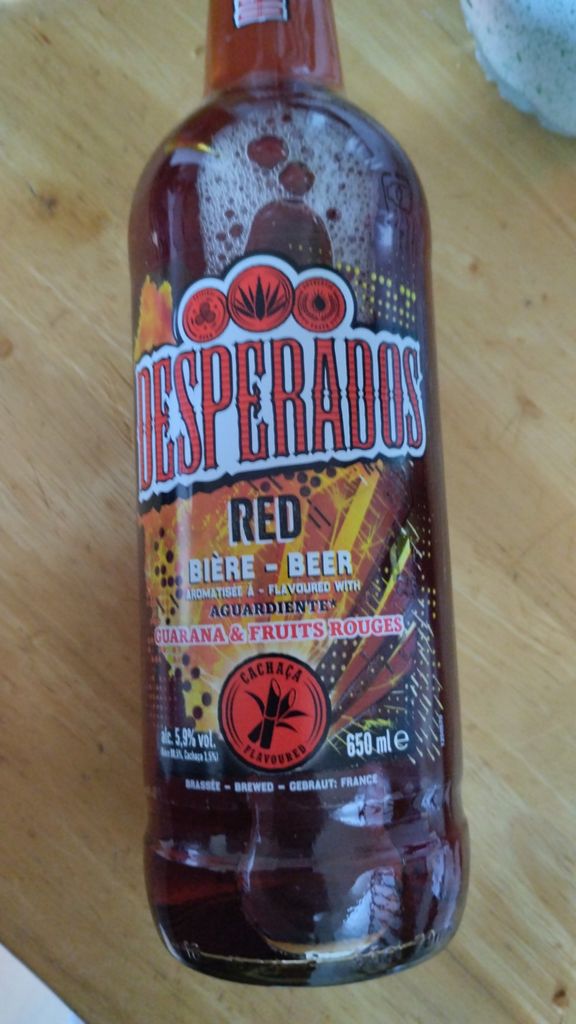 DESPERADOS
RED
BIÈRE - BEER
AROMATISÉE À - FLAVOURED WITH
AGUARDIENTE*
GUARANA & FRUITS ROUGES
CACHAÇA
FLAVOURED
alc. 5,9% vol.
650 ml e
BRASSÉE - BREWED - GEBRAUT: FRANCE